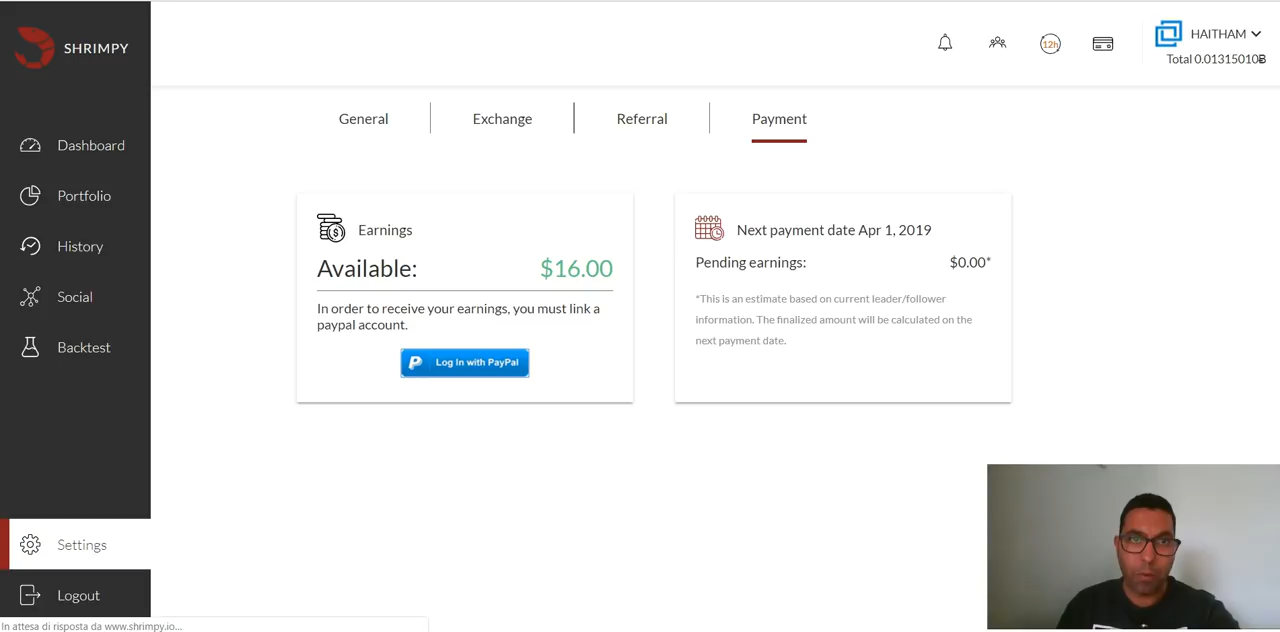 SHRIMPY
12h
HAITHAM
Total 0.01315010Ƀ
General
Exchange
Referral
Payment
Dashboard
Portfolio
History
Social
Backtest
Settings
Logout
Earnings
Available: $16.00
In order to receive your earnings, you must link a
paypal account.
P Log In with PayPal
Next payment date Apr 1, 2019
Pending earnings: $0.00*
*This is an estimate based on current leader/follower
information. The finalized amount will be calculated on the
next payment date.
In attesa di risposta da www.shrimpy.io...